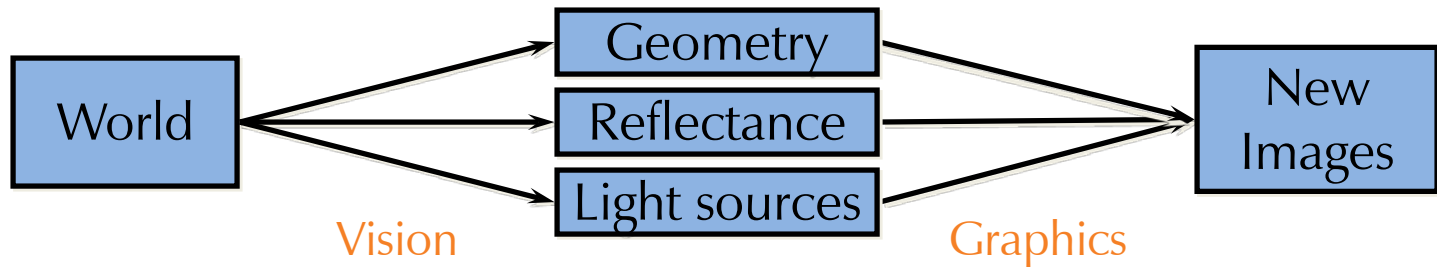 World
Geometry
Reflectance
Light sources
New
Images
Vision
Graphics